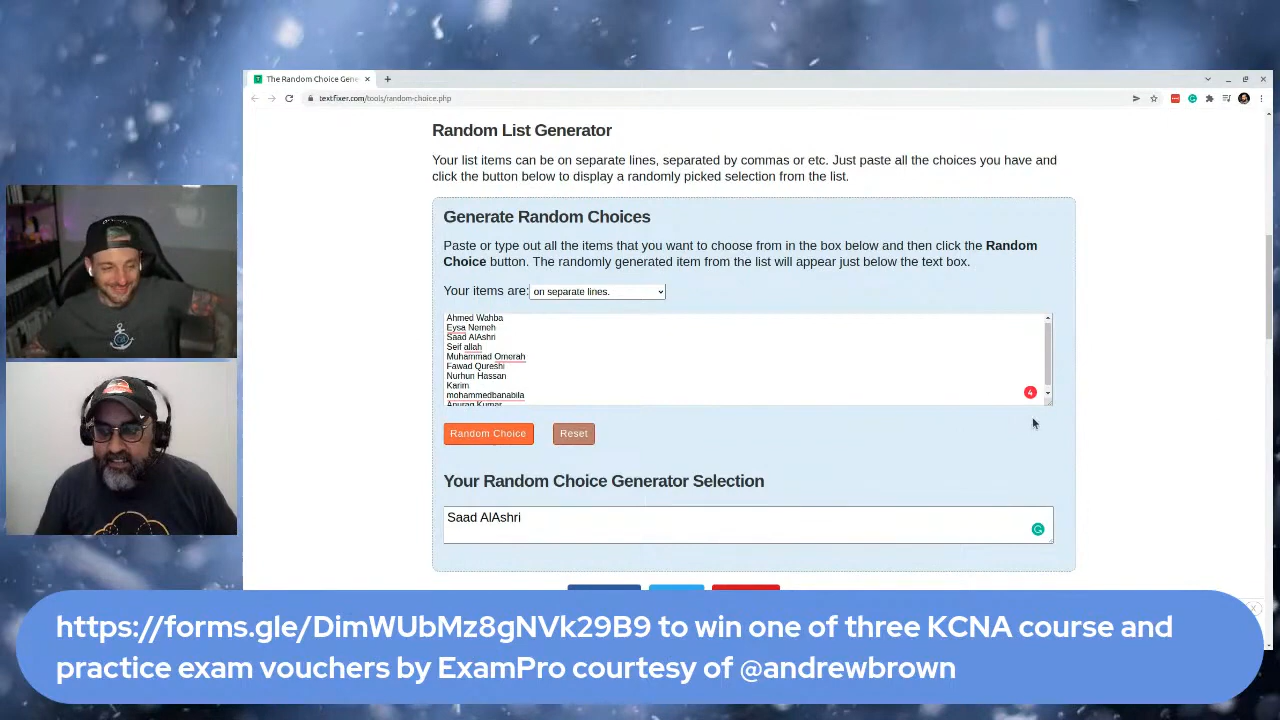 The Random Choice Gene
textfixer.com/tools/random-choice.php
Random List Generator
Your list items can be on separate lines, separated by commas or etc. Just paste all the choices you have and
click the button below to display a randomly picked selection from the list.
Generate Random Choices
Paste or type out all the items that you want to choose from in the box below and then click the Random
Choice button. The randomly generated item from the list will appear just below the text box.
Your items are: on separate lines.
Ahmed Wahba
Eysa Nemeh
Saad AlAshri
Seif allah
Muhammad Omerah
Fawad Qureshi
Nurhun Hassan
Karim
mohammedbanabila
Anurag Kumar
4
Random Choice Reset
Your Random Choice Generator Selection
Saad AlAshri
https://forms.gle/DimWUbMz8gNVk29B9 to win one of three KCNA course and
practice exam vouchers by ExamPro courtesy of @andrewbrown